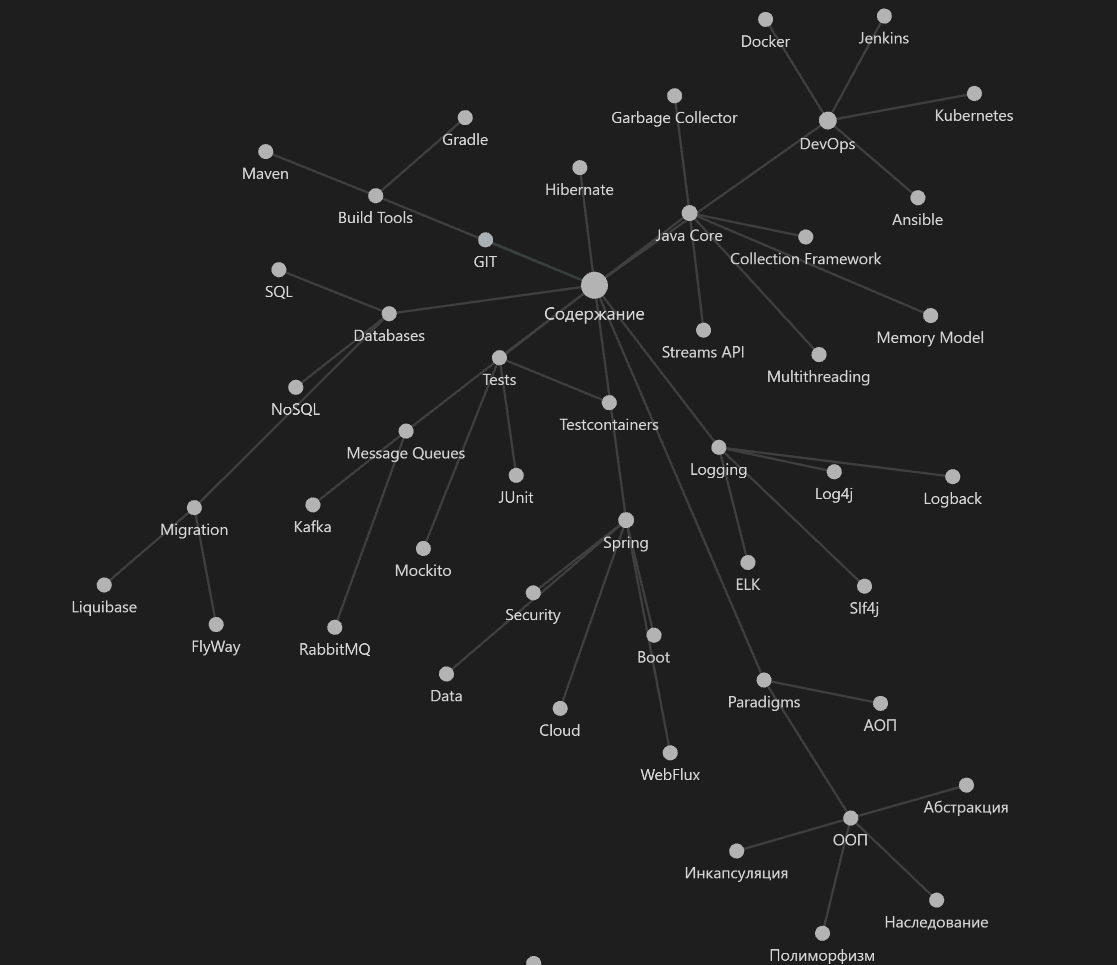 Docker
Jenkins
Garbage Collector
Kubernetes
Gradle
DevOps
Maven
Hibernate
Build Tools
Ansible
Java Core
GIT
Collection Framework
SQL
Содержание
Databases
Memory Model
Streams API
Multithreading
Tests
NoSQL
Testcontainers
Message Queues
Logging
Log4j
JUnit
Logback
Kafka
Migration
Spring
Mockito
ELK
Liquibase
Slf4j
Security
FlyWay
RabbitMQ
Boot
Data
Paradigms
АОП
Cloud
WebFlux
Абстракция
ООП
Инкапсуляция
Наследование
Полиморфизм